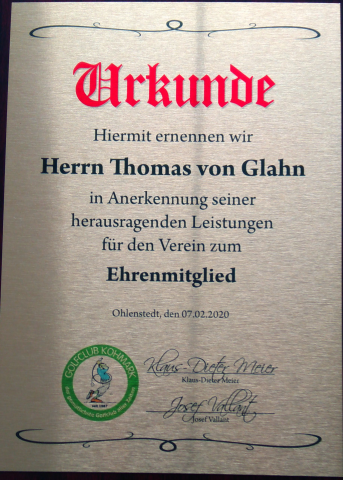 Urkunde
Hiermit ernennen wir
Herrn Thomas von Glahn
in Anerkennung seiner
herausragenden Leistungen
für den Verein zum
Ehrenmitglied
Ohlenstedt, den 07.02.2020
GOLFCLUB KOHMARK
Klaus-Dieter Meier
Klaus-Dieter Meier
Josef Vallant
Josef Vallant